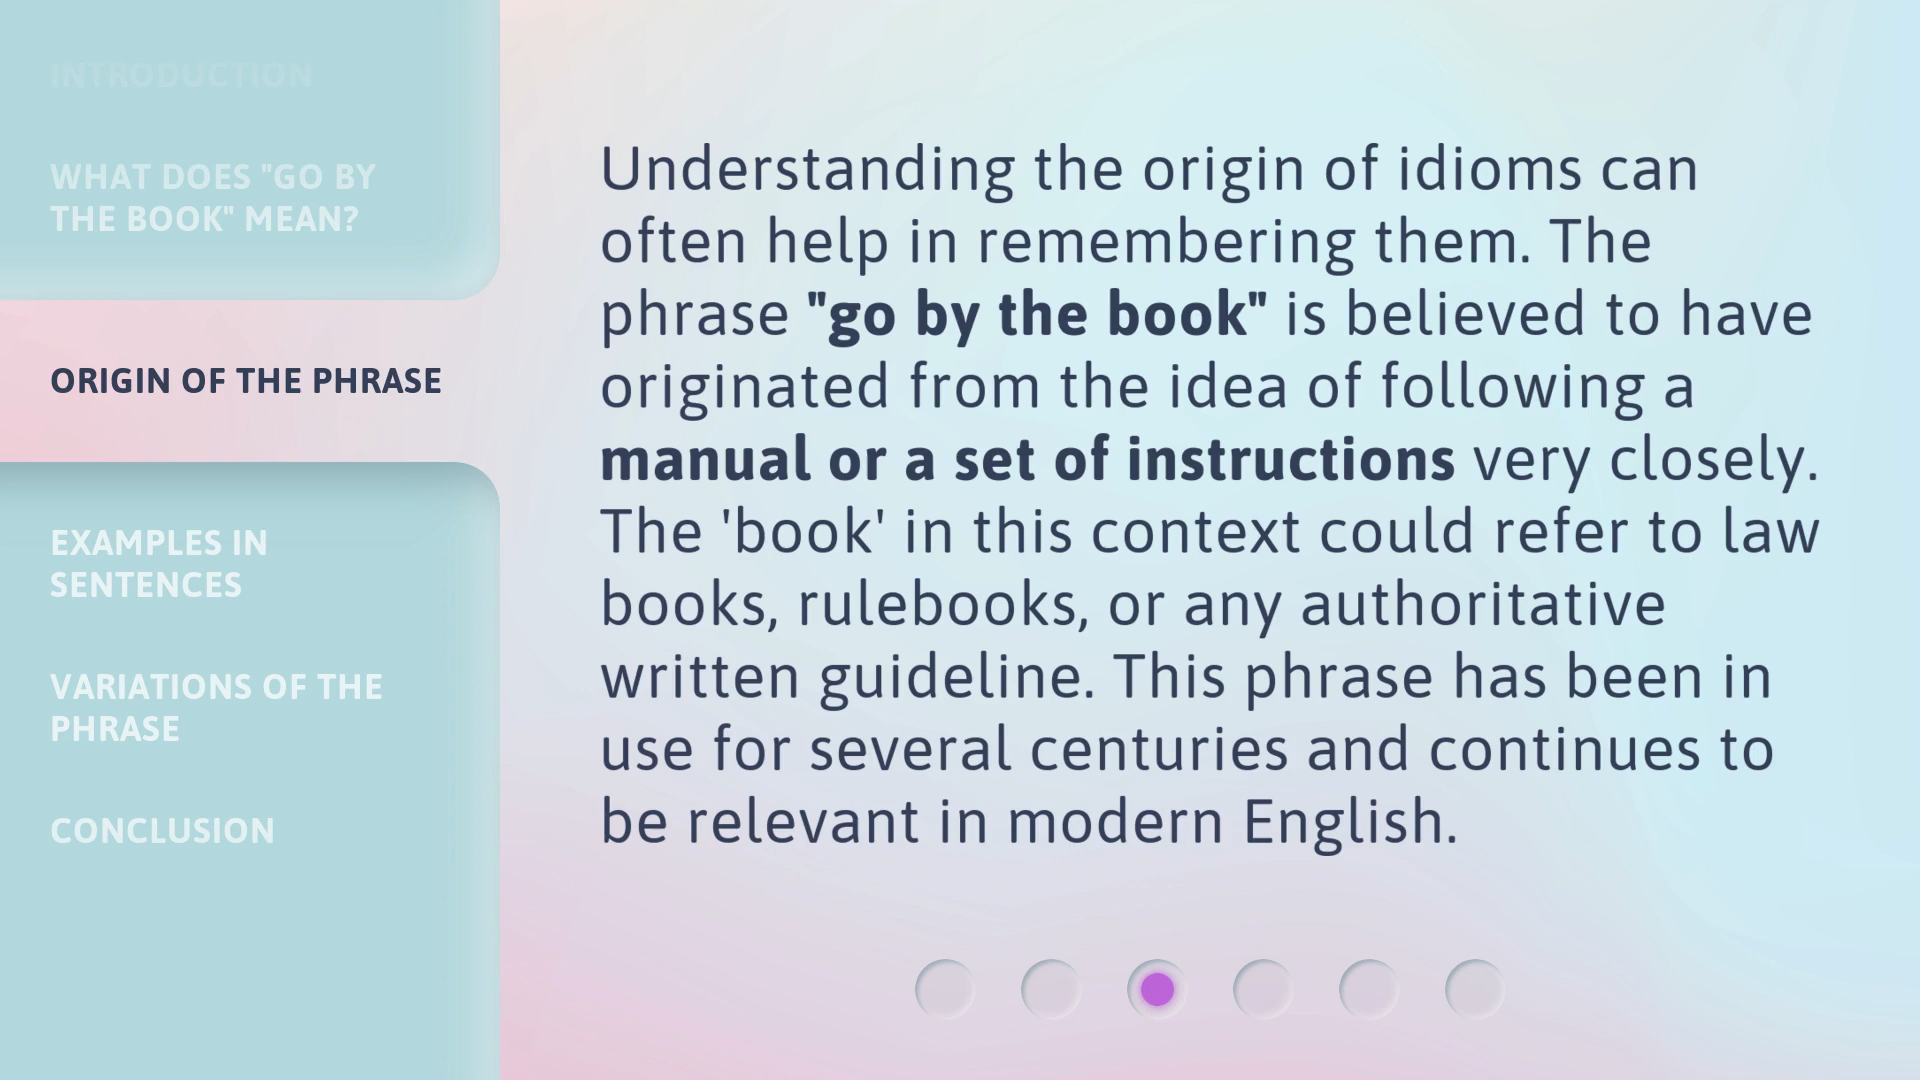 INTRODUCTION
WHAT DOES "GO BY
THE BOOK" MEAN?
ORIGIN OF THE PHRASE
EXAMPLES IN
SENTENCES
VARIATIONS OF THE
PHRASE
CONCLUSION
Understanding the origin of idioms can
often help in remembering them. The
phrase "go by the book" is believed to have
originated from the idea of following a
manual or a set of instructions very closely.
The 'book' in this context could refer to law
books, rulebooks, or any authoritative
written guideline. This phrase has been in
use for several centuries and continues to
be relevant in modern English.